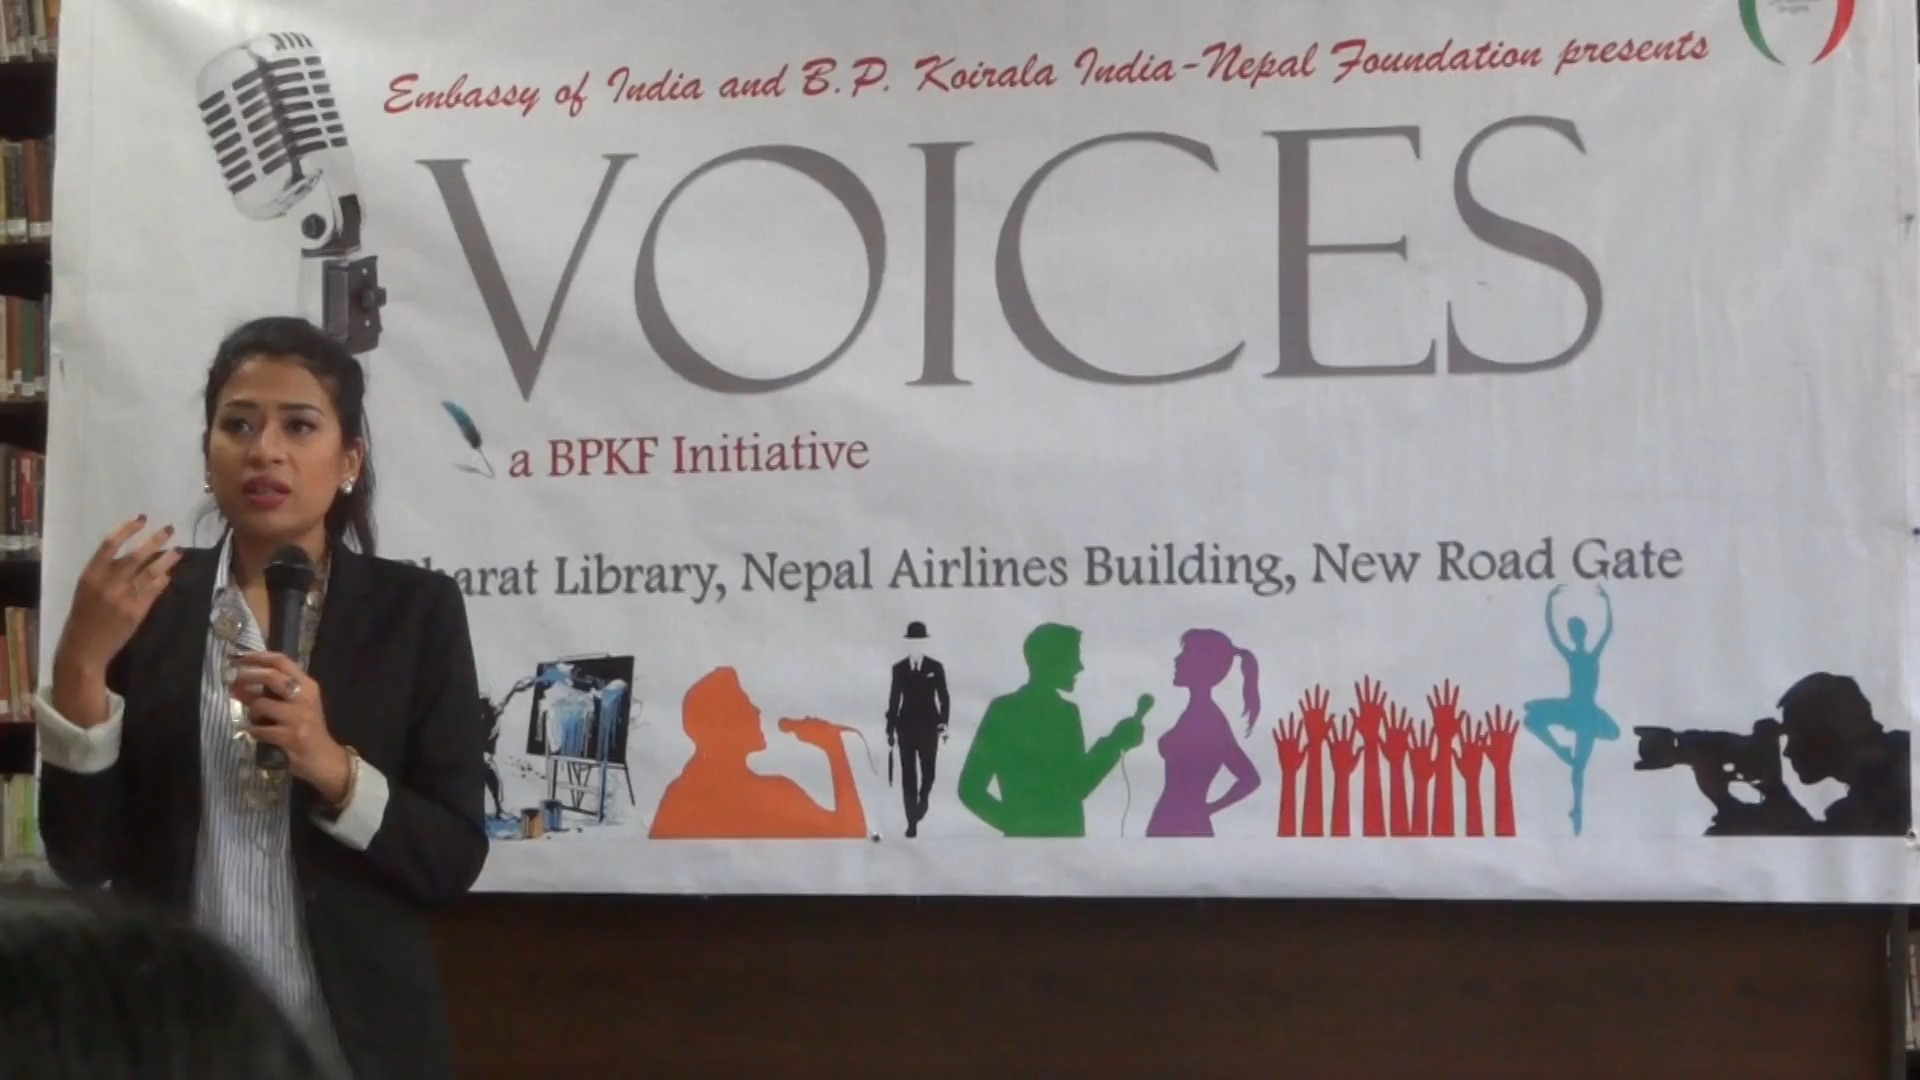 Embassy of India and B.P. Koirala India-Nepal Foundation presents
VOICES
a BPKF Initiative
Library, Nepal Airlines Building, New Road Gate